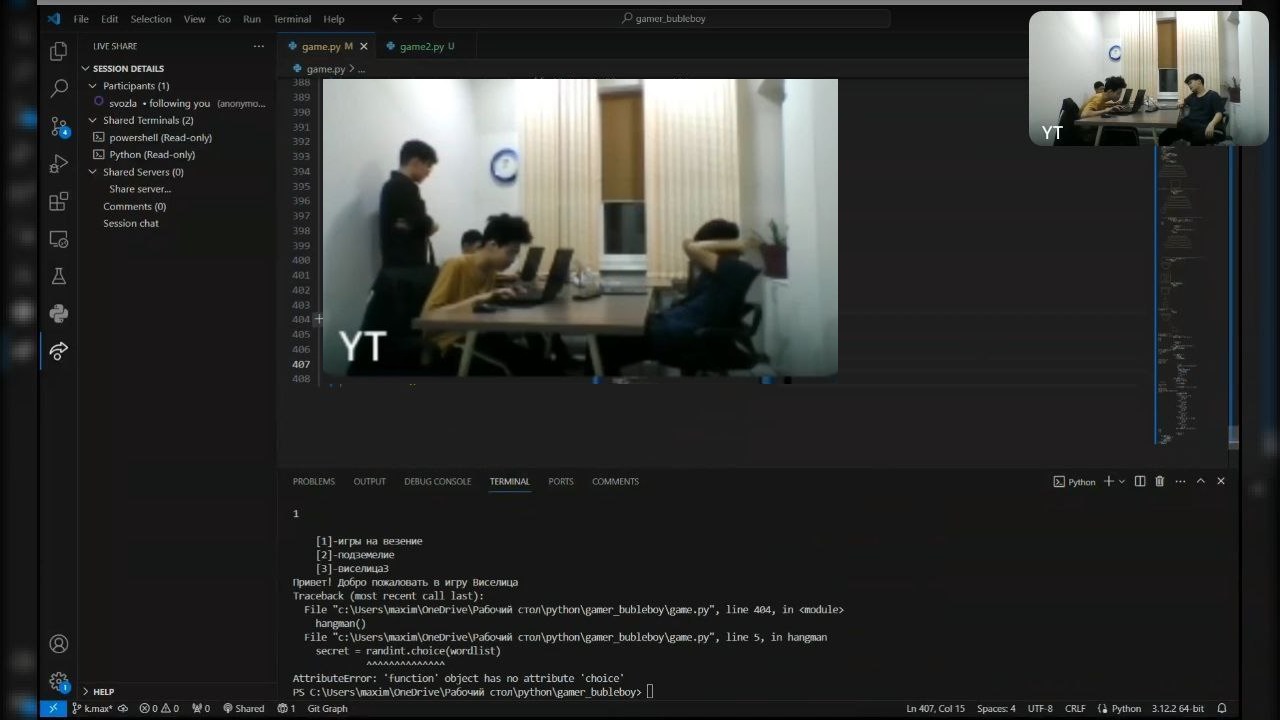 File Edit Selection View Go Run Terminal Help
gamer_bubleboy
LIVE SHARE
game.py M
game2.py U
SESSION DETAILS
game.py > ...
Participants (1)
svozla • following you (anonymo...
Shared Terminals (2)
powershell (Read-only)
Python (Read-only)
Shared Servers (0)
Share server...
Comments (0)
Session chat
4
YT
388
389
390
391
392
393
394
395
396
397
398
399
400
401
402
403
404
405
406
407
408
YT
PROBLEMS OUTPUT DEBUG CONSOLE TERMINAL PORTS COMMENTS
Python
1
[1]-игры на везение
[2]-подземелие
[3]-виселица3
Привет! Добро пожаловать в игру Виселица
Traceback (most recent call last):
File "c:\Users\maxim\OneDrive\Рабочий стол\python\gamer_bubleboy\game.py", line 404, in <module>
hangman()
File "c:\Users\maxim\OneDrive\Рабочий стол\python\gamer_bubleboy\game.py", line 5, in hangman
secret = randint.choice(wordlist)
^^^^^^^^^^^^^^
AttributeError: 'function' object has no attribute 'choice'
PS C:\Users\maxim\OneDrive\Рабочий стол\python\gamer_bubleboy>
1
HELP
k.max* 0 0 0 Shared 1 Git Graph
Ln 407, Col 15 Spaces: 4 UTF-8 CRLF Python 3.12.2 64-bit